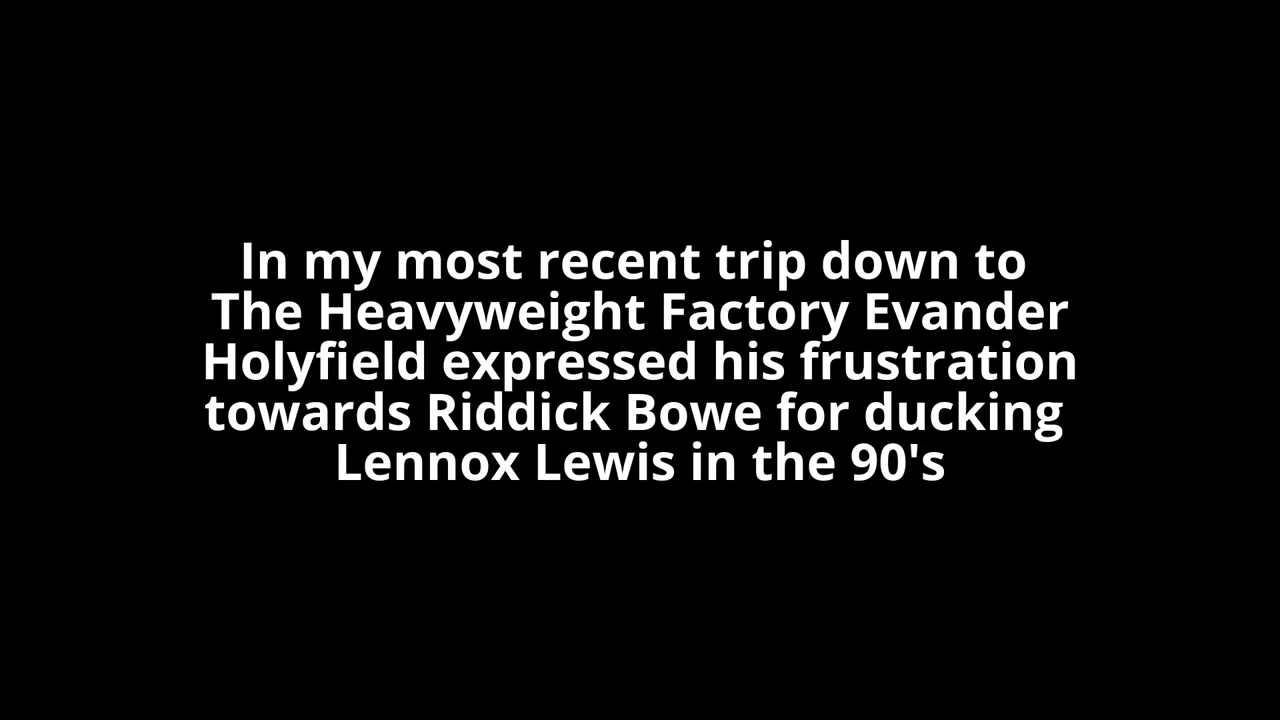 In my most recent trip down to
The Heavyweight Factory Evander
Holyfield expressed his frustration
towards Riddick Bowe for ducking
Lennox Lewis in the 90's